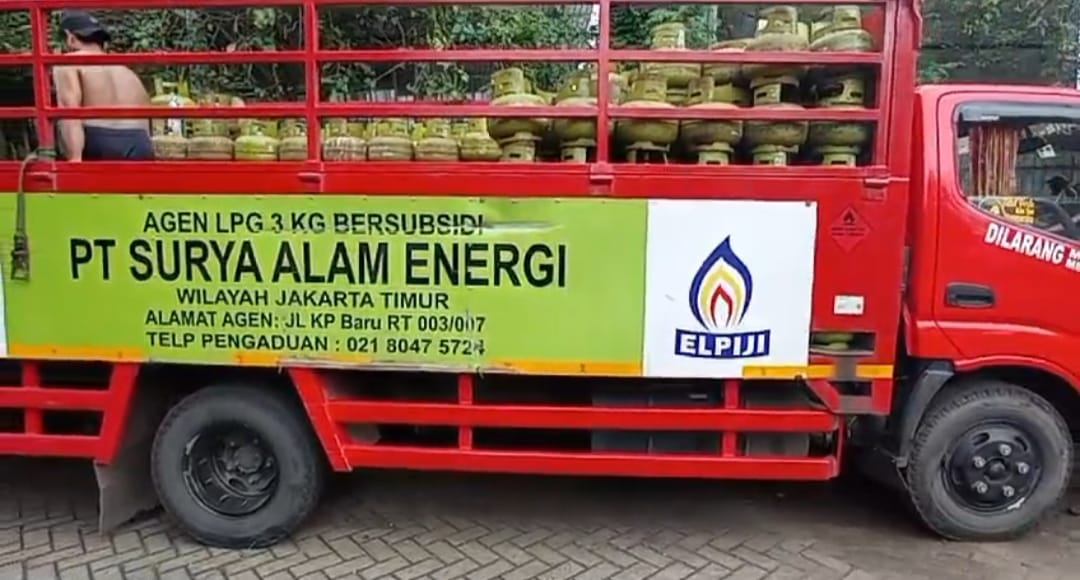 AGEN LPG 3 KG BERSUBSIDI
PT SURYA ALAM ENERGI
WILAYAH JAKARTA TIMUR
ALAMAT AGEN: JL KP Baru RT 003/007
TELP PENGADUAN : 021 8047 5724
ELPIJI
DILARANG